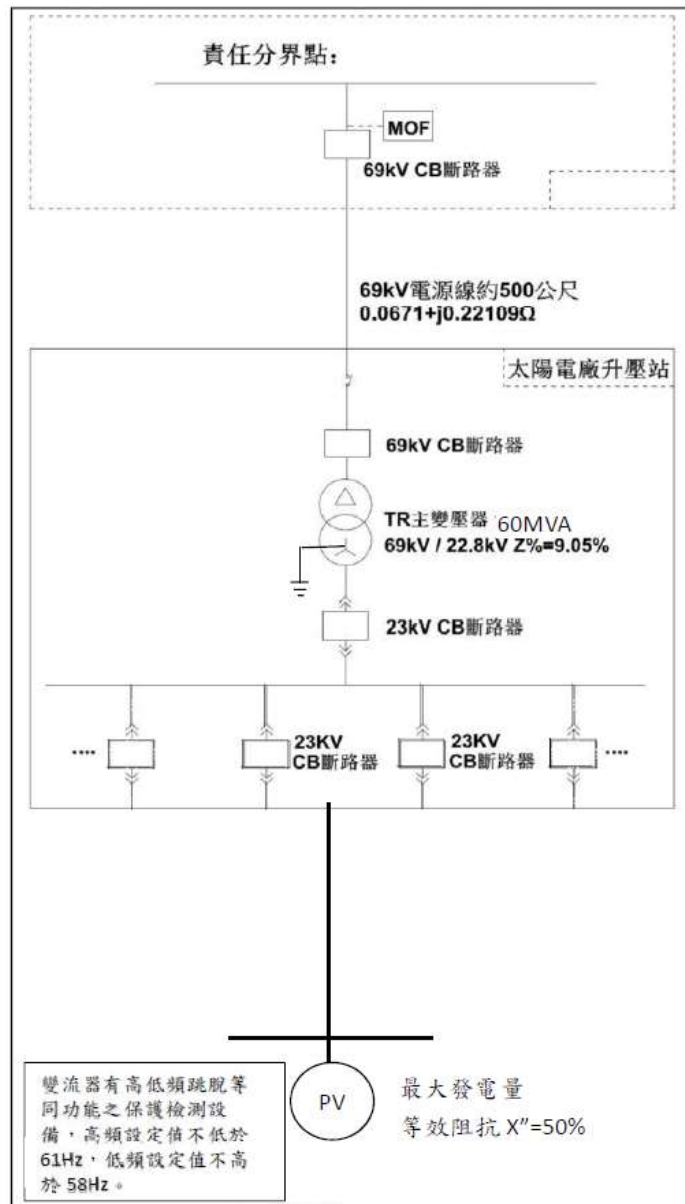 責任分界點:
MOF
69kV CB斷路器
69kV電源線約500公尺
0.0671+j0.22109Ω
太陽電廠升壓站
69kV CB斷路器
TR主變壓器 60MVA
69kV / 22.8kV Z%=9.05%
23kV CB斷路器
....
23KV
CB斷路器
23KV
CB斷路器
....
變流器有高低頻跳脫等
同功能之保護檢測設
備，高頻設定值不低於
61Hz，低頻設定值不高
於 58Hz。
PV
最大發電量
等效阻抗 X”=50%